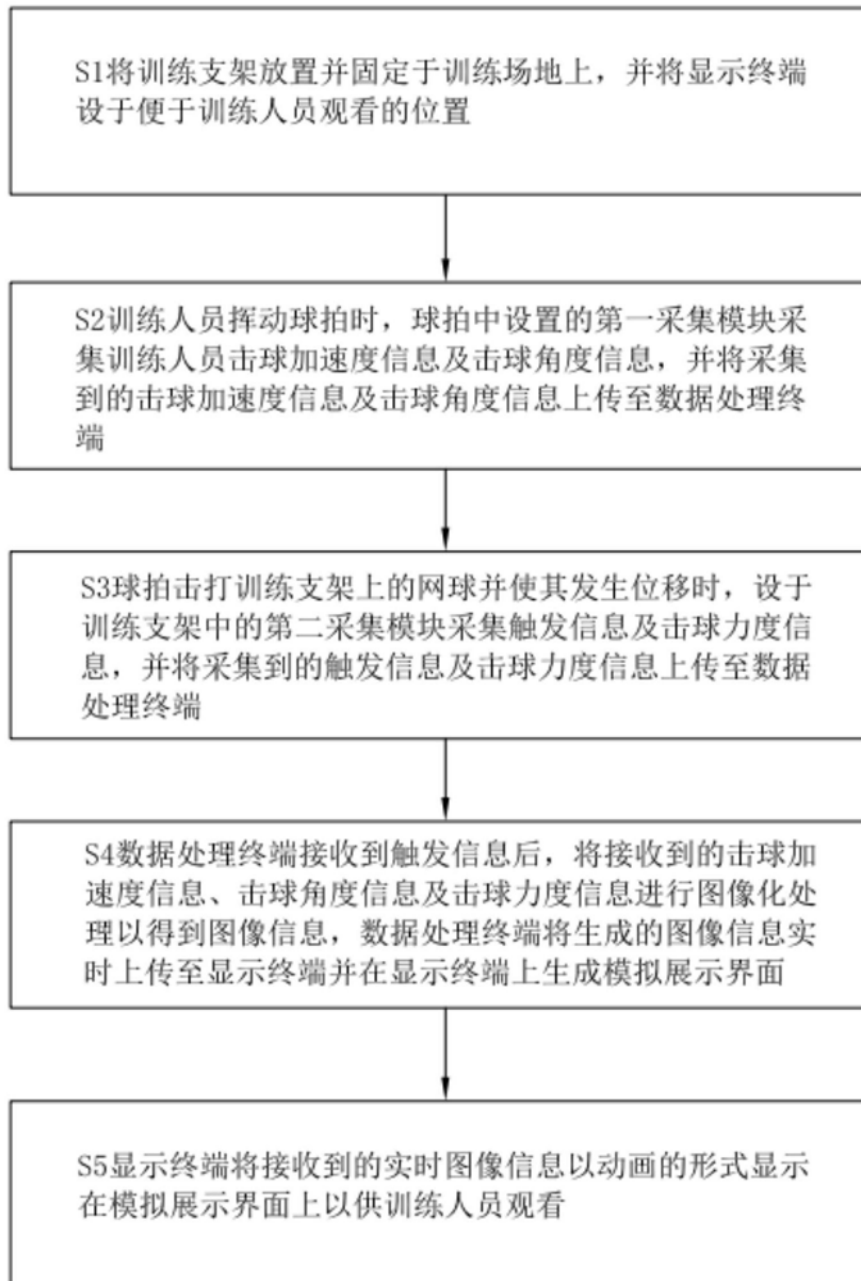 S1将训练支架放置并固定于训练场地上，并将显示终端
设于便于训练人员观看的位置
S2训练人员挥动球拍时，球拍中设置的第一采集模块采
集训练人员击球加速度信息及击球角度信息，并将采集
到的击球加速度信息及击球角度信息上传至数据处理终
端
S3球拍击打训练支架上的网球并使其发生位移时，设于
训练支架中的第二采集模块采集触发信息及击球力度信
息，并将采集到的触发信息及击球力度信息上传至数据
处理终端
S4数据处理终端接收到触发信息后，将接收到的击球加
速度信息、击球角度信息及击球力度信息进行图像化处
理以得到图像信息，数据处理终端将生成的图像信息实
时上传至显示终端并在显示终端上生成模拟展示界面
S5显示终端将接收到的实时图像信息以动画的形式显示
在模拟展示界面上以供训练人员观看